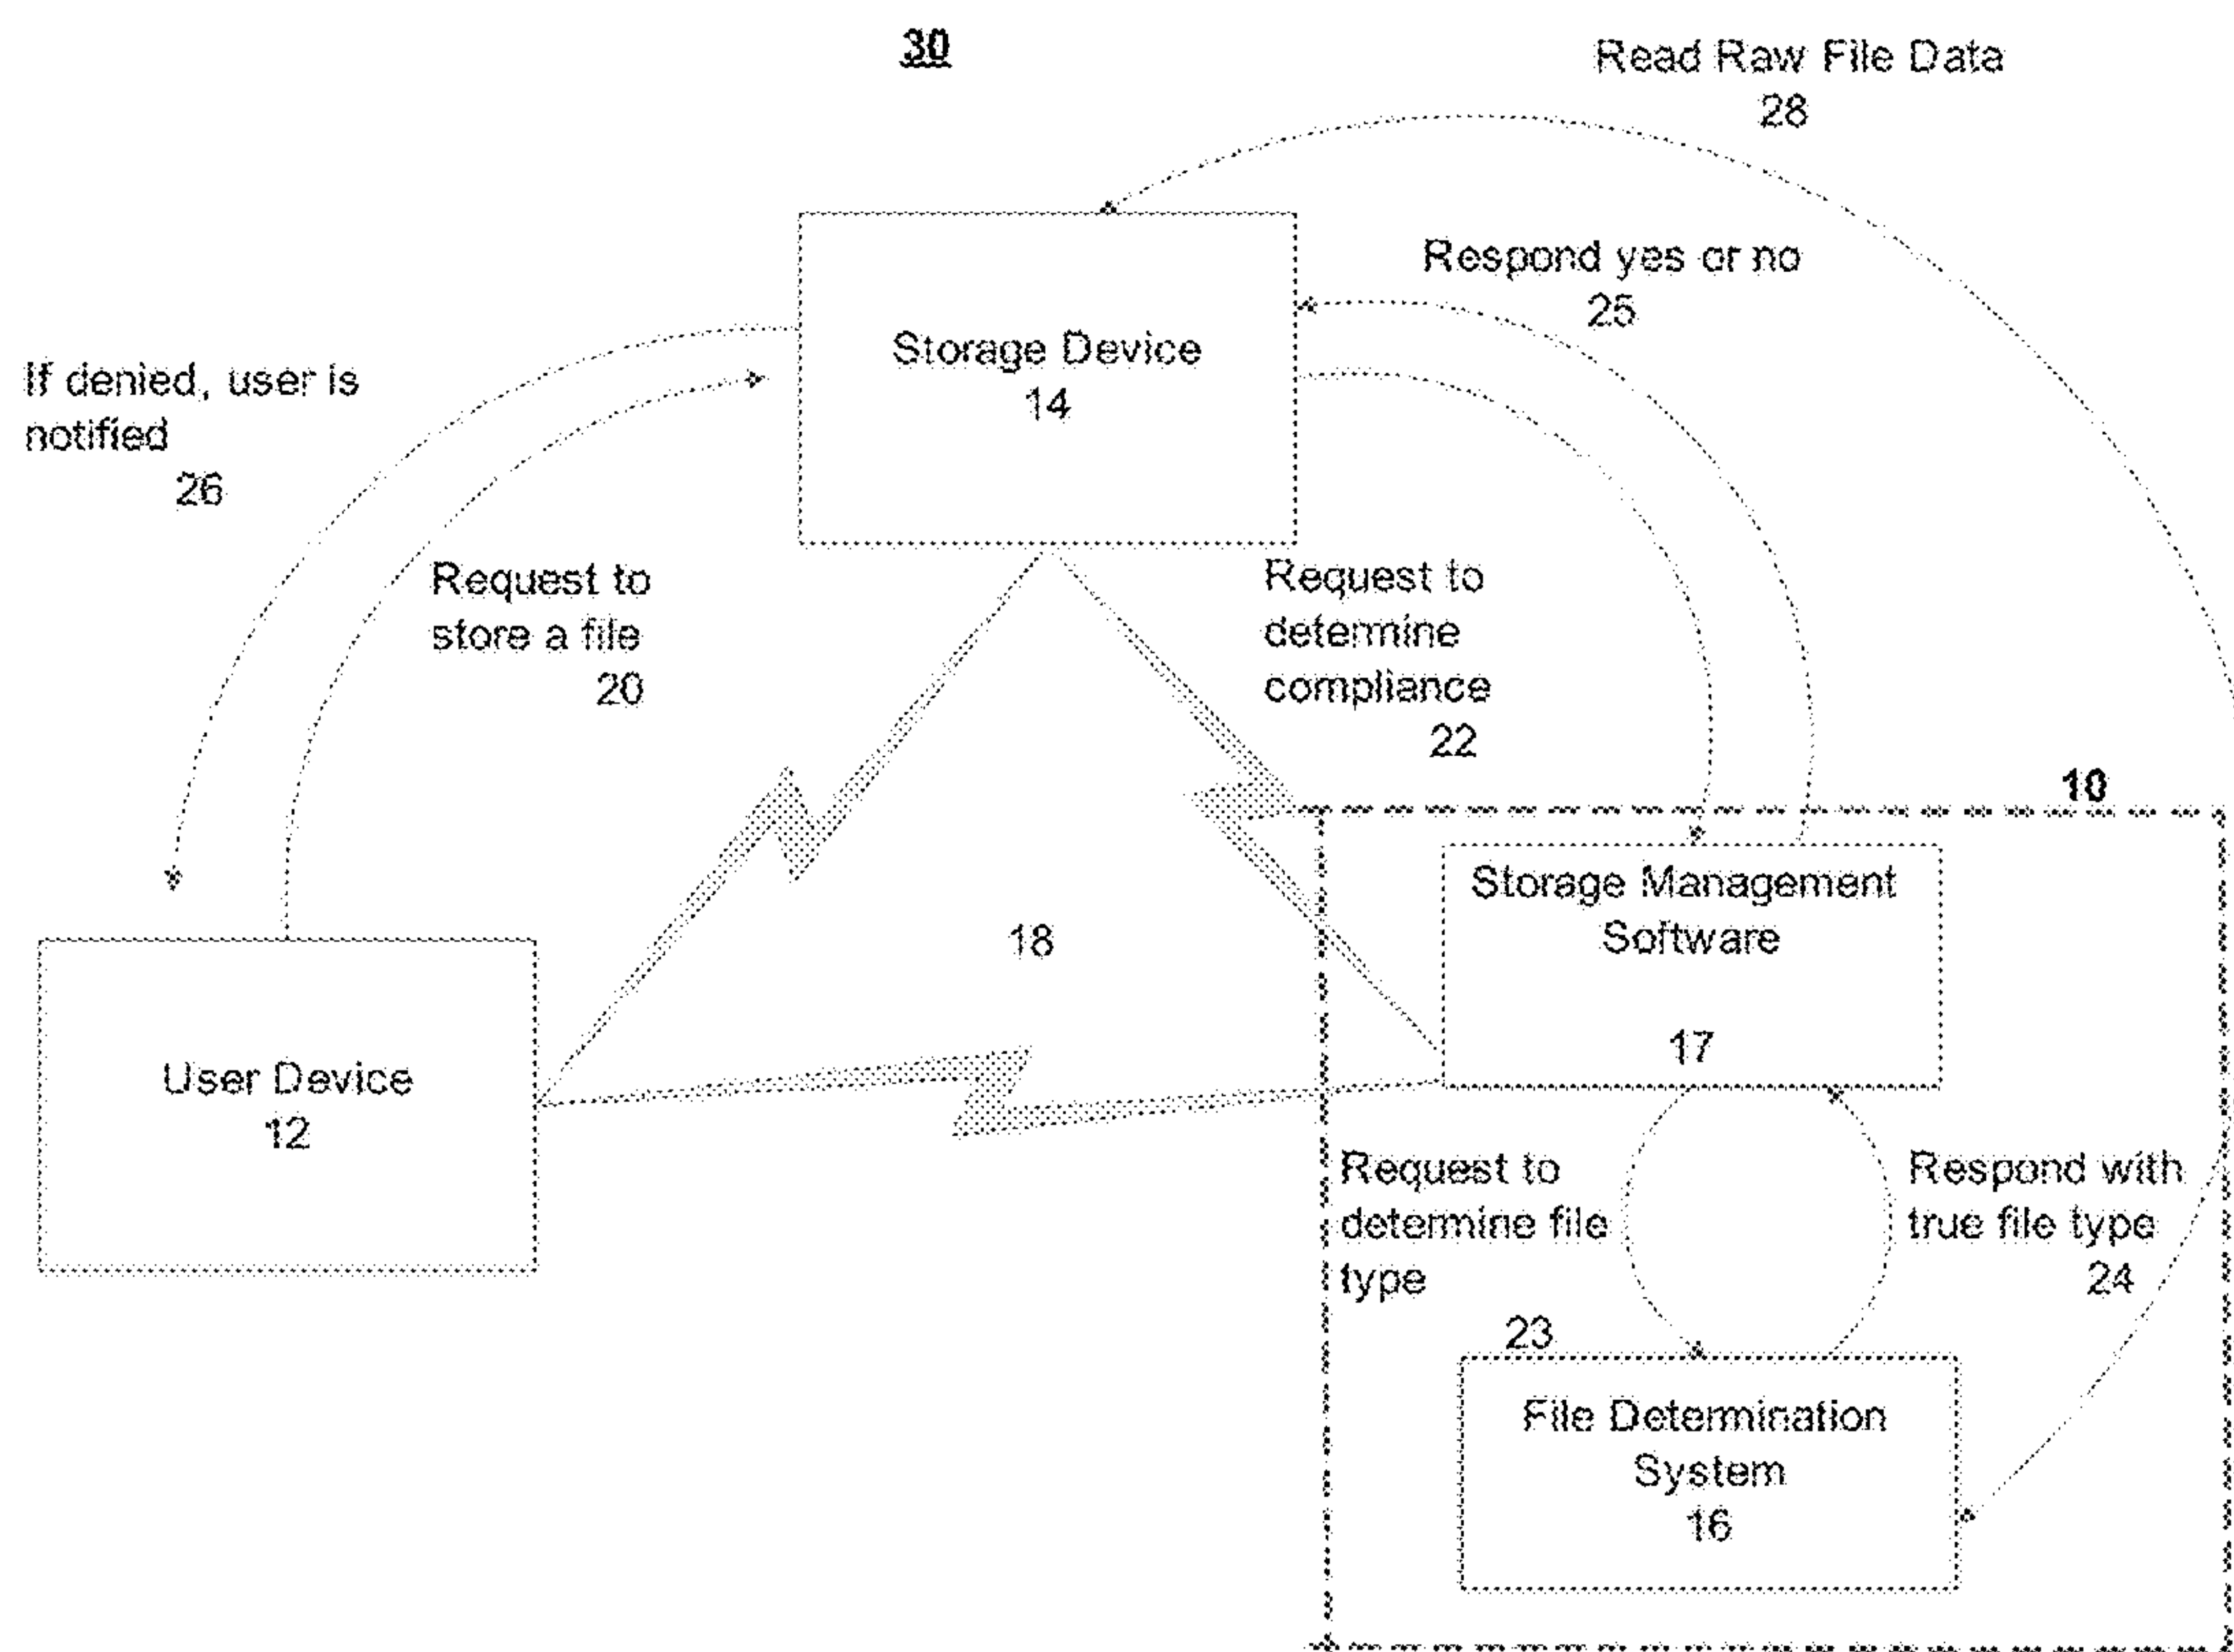 30
Read Raw File Data
28
Respond yes or no
25
Storage Device
14
If denied, user is
notified
26
Request to
store a file
20
Request to
determine
compliance
22
10
Storage Management
Software
17
18
User Device
12
Request to
determine file
type
23
Respond with
true file type
24
File Determination
System
16